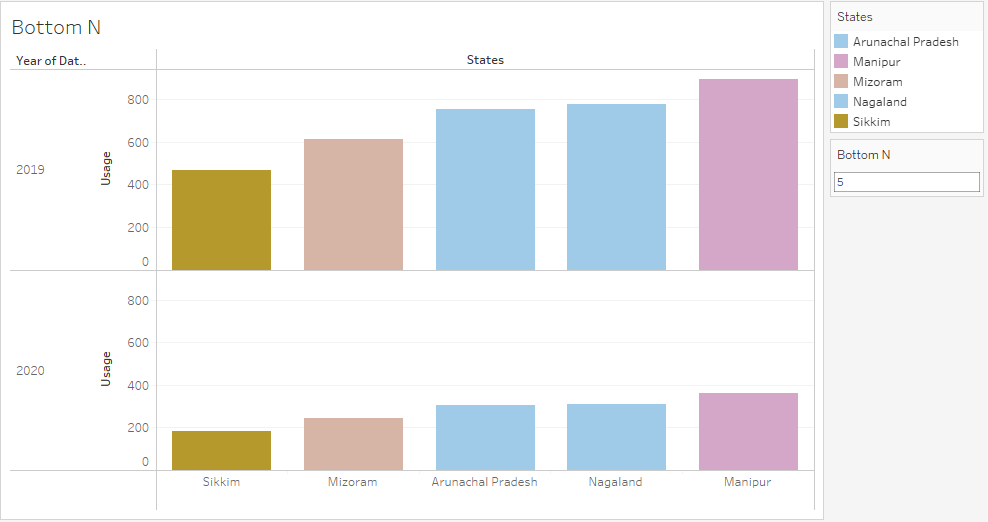 Bottom N
Year of Dat..
States
2019
Usage
800
600
400
200
0
2020
Usage
800
600
400
200
0
Sikkim
Mizoram
Arunachal Pradesh
Nagaland
Manipur
States
Arunachal Pradesh
Manipur
Mizoram
Nagaland
Sikkim
Bottom N
5